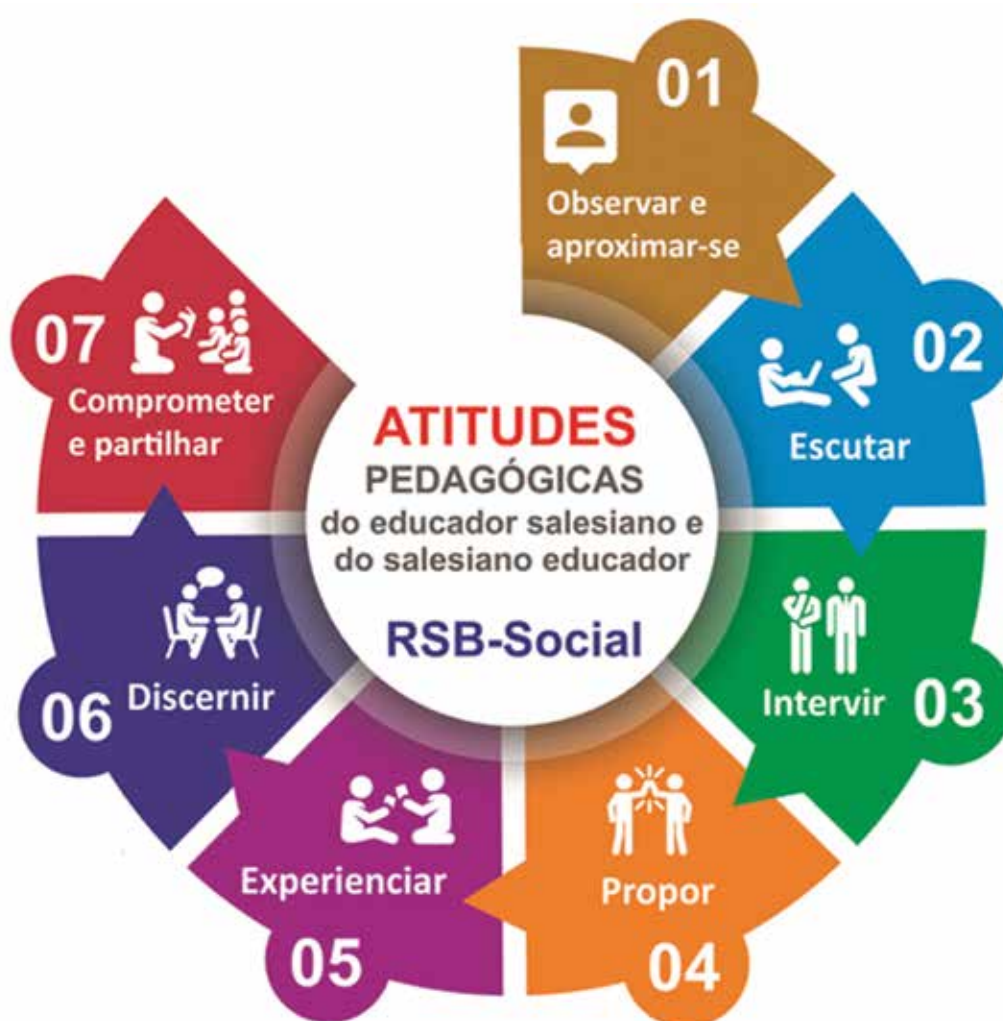 ATITUDES
PEDAGÓGICAS
do educador salesiano e
do salesiano educador
RSB-Social
01
Observar e
aproximar-se
02
Escutar
03
Intervir
04
Propor
05
Experienciar
06
Discernir
07
Comprometer
e partilhar